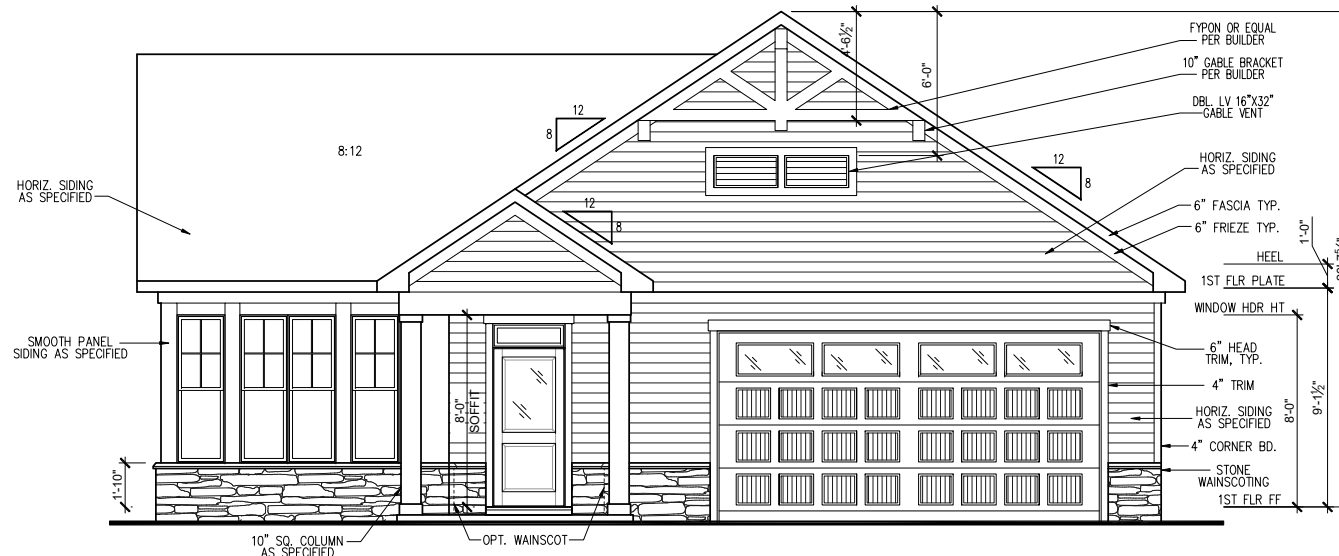 FYPON OR EQUAL
PER BUILDER
10" GABLE BRACKET
PER BUILDER
DBL. LV 16"X32"
GABLE VENT
4'-6½"
6'-0"
12
8
8:12
12
8
12
8
HORIZ. SIDING
AS SPECIFIED
HORIZ. SIDING
AS SPECIFIED
6" FASCIA TYP.
6" FRIEZE TYP.
1'-0"
HEEL
1ST FLR PLATE
WINDOW HDR HT
SMOOTH PANEL
SIDING AS SPECIFIED
6" HEAD
TRIM, TYP.
4" TRIM
8'-0"
SOFFIT
8'-0"
9'-1½"
HORIZ. SIDING
AS SPECIFIED
4" CORNER BD.
STONE
WAINSCOTING
1'-10"
1ST FLR FF
10" SQ. COLUMN
AS SPECIFIED
OPT. WAINSCOT